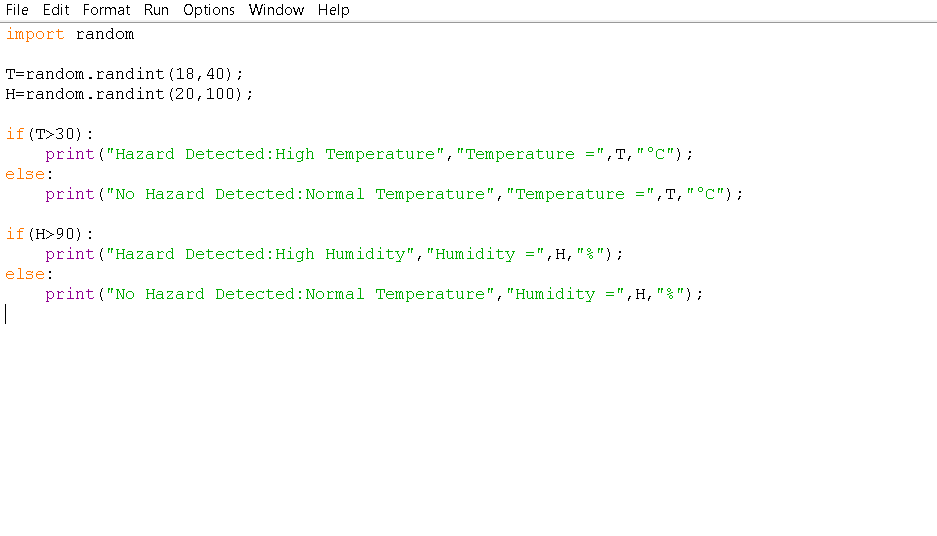 File Edit Format Run Options Window Help
import random
T=random.randint(18,40);
H=random.randint(20,100);
if(T>30):
    print("Hazard Detected:High Temperature","Temperature =",T,"°C");
else:
    print("No Hazard Detected:Normal Temperature","Temperature =",T,"°C");
if(H>90):
    print("Hazard Detected:High Humidity","Humidity =",H,"%");
else:
    print("No Hazard Detected:Normal Temperature","Humidity =",H,"%");